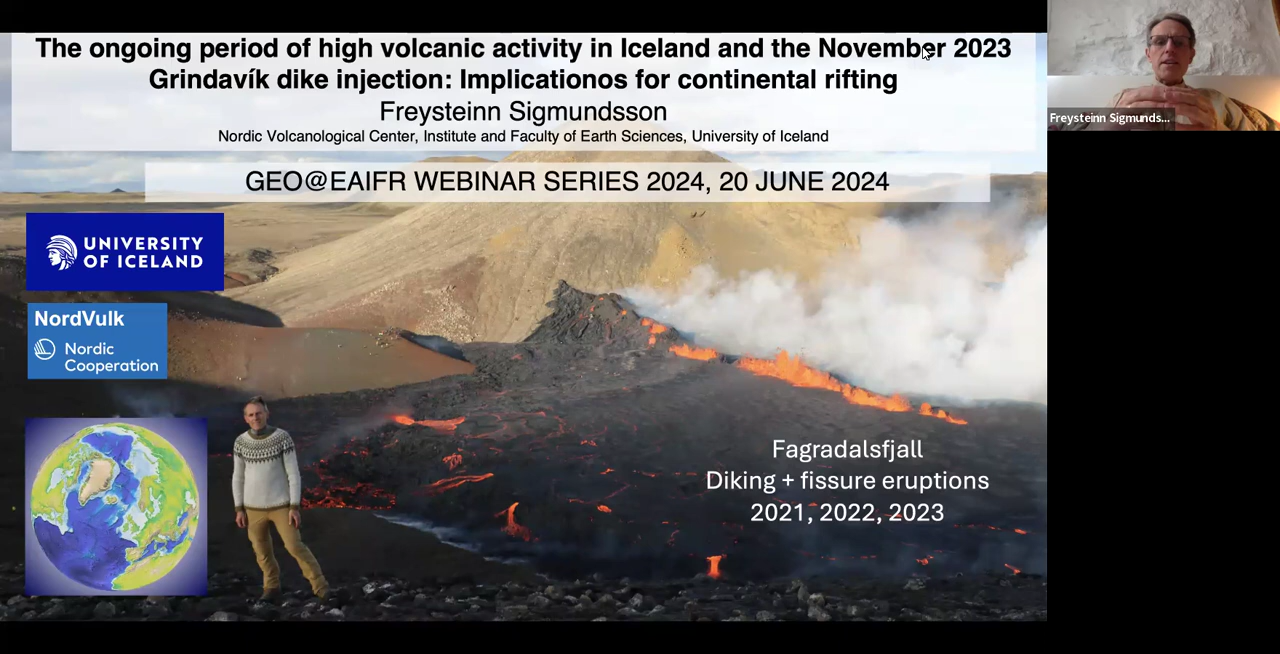 The ongoing period of high volcanic activity in Iceland and the November 2023
Grindavík dike injection: Implicationos for continental rifting
Freysteinn Sigmundsson
Nordic Volcanological Center, Institute and Faculty of Earth Sciences, University of Iceland
GEO@EAIFR WEBINAR SERIES 2024, 20 JUNE 2024
UNIVERSITY
OF ICELAND
NordVulk
Nordic
Cooperation
Fagradalsfjall
Diking + fissure eruptions
2021, 2022, 2023
Freysteinn Sigmunds...